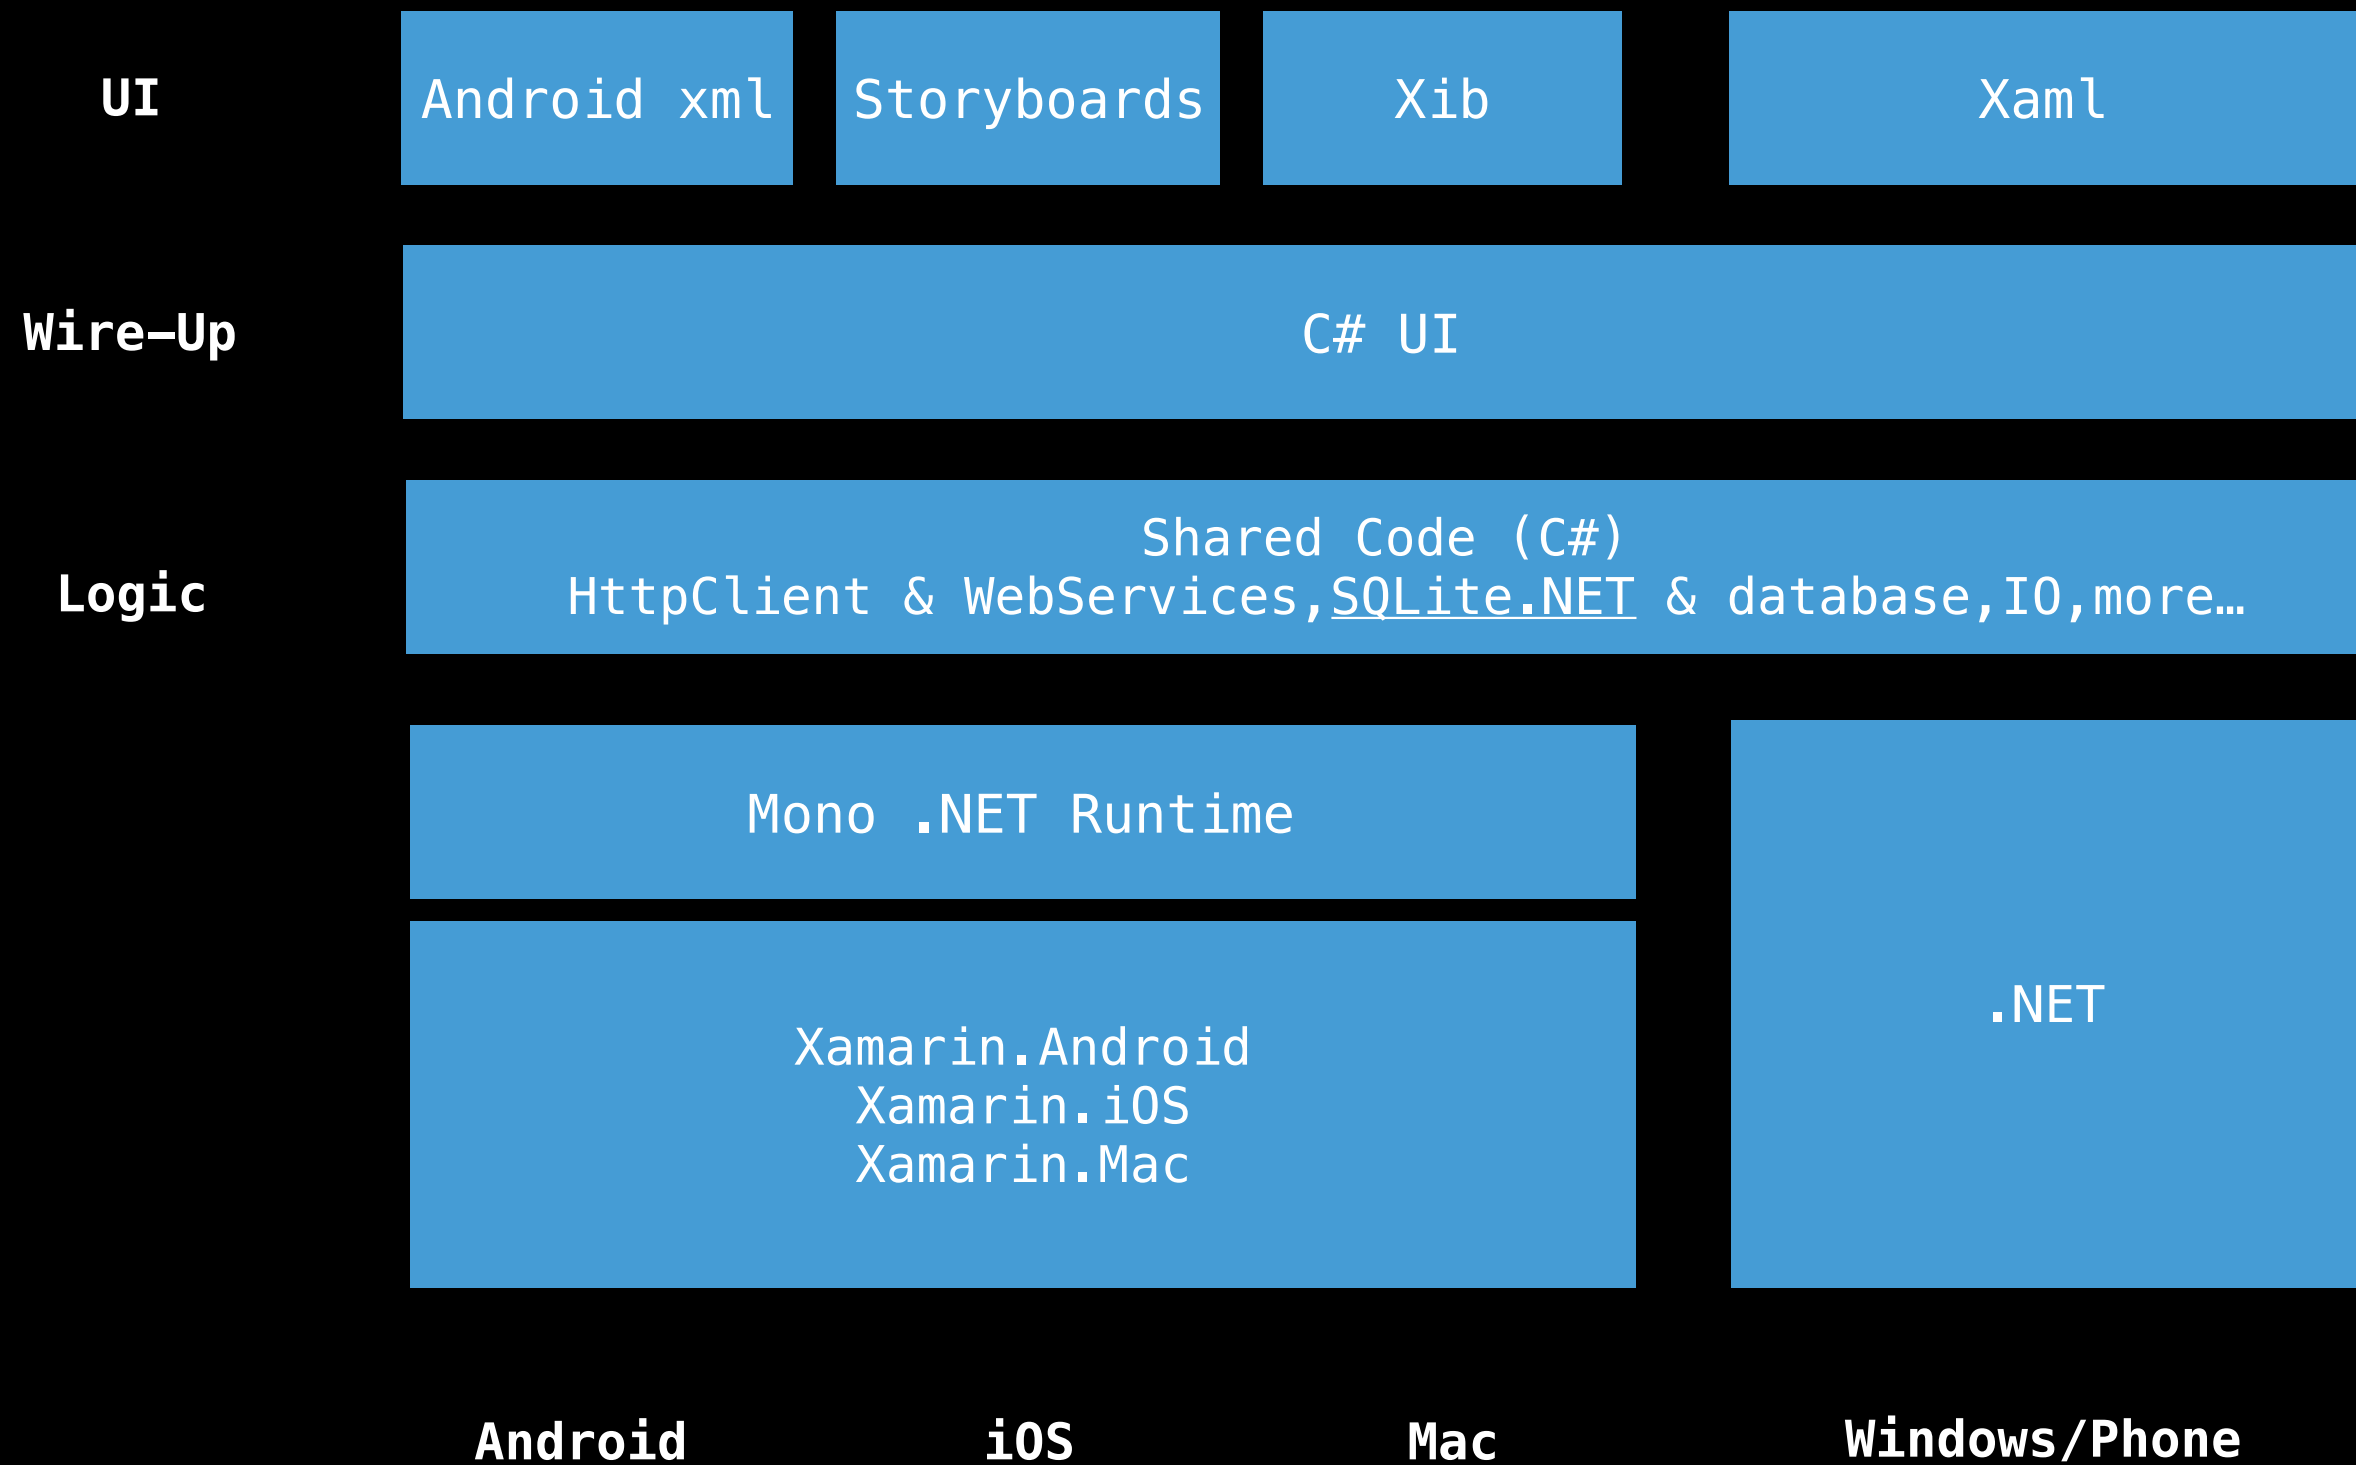 UI
Android xml
Storyboards
Xib
Xaml
Wire-Up
C# UI
Logic
Shared Code (C#)
HttpClient & WebServices,SQLite.NET & database,IO,more…
Mono .NET Runtime
Xamarin.Android
Xamarin.iOS
Xamarin.Mac
.NET
Android
iOS
Mac
Windows/Phone